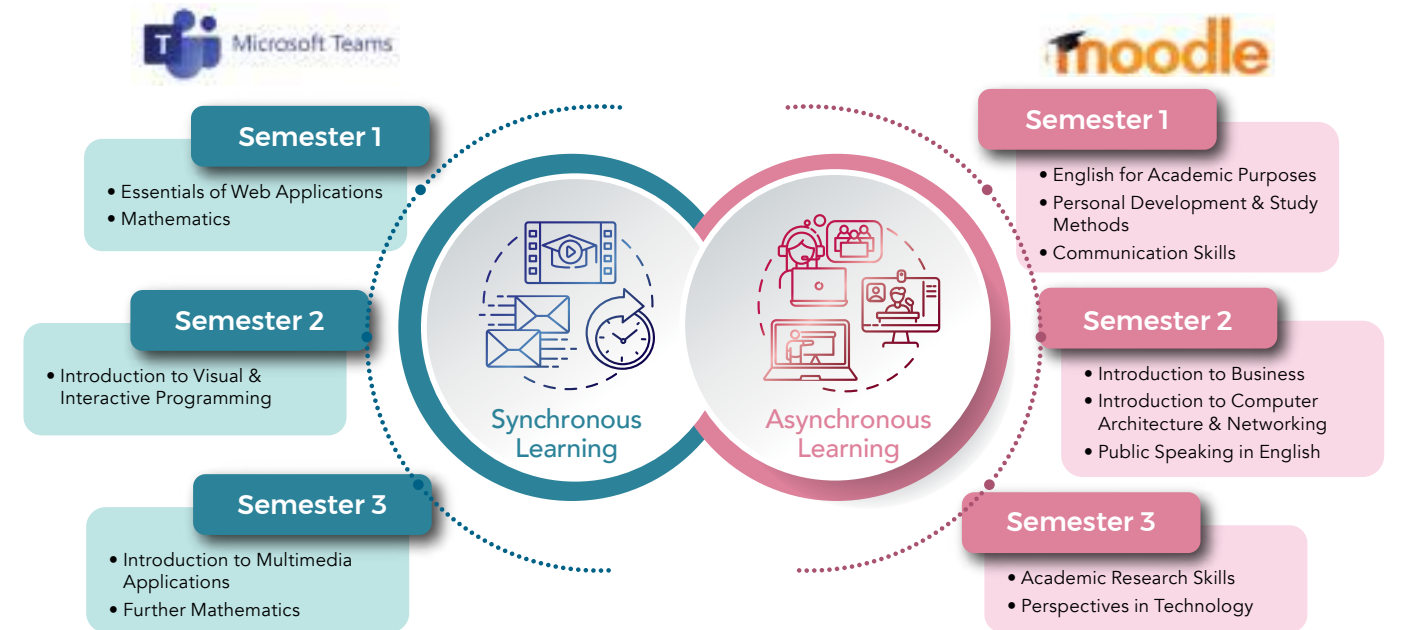 Microsoft Teams
moodle
Semester 1
• Essentials of Web Applications
• Mathematics
Semester 2
• Introduction to Visual &
Interactive Programming
Semester 3
• Introduction to Multimedia
Applications
• Further Mathematics
Synchronous
Learning
Asynchronous
Learning
Semester 1
• English for Academic Purposes
• Personal Development & Study
Methods
• Communication Skills
Semester 2
• Introduction to Business
• Introduction to Computer
Architecture & Networking
• Public Speaking in English
Semester 3
• Academic Research Skills
• Perspectives in Technology